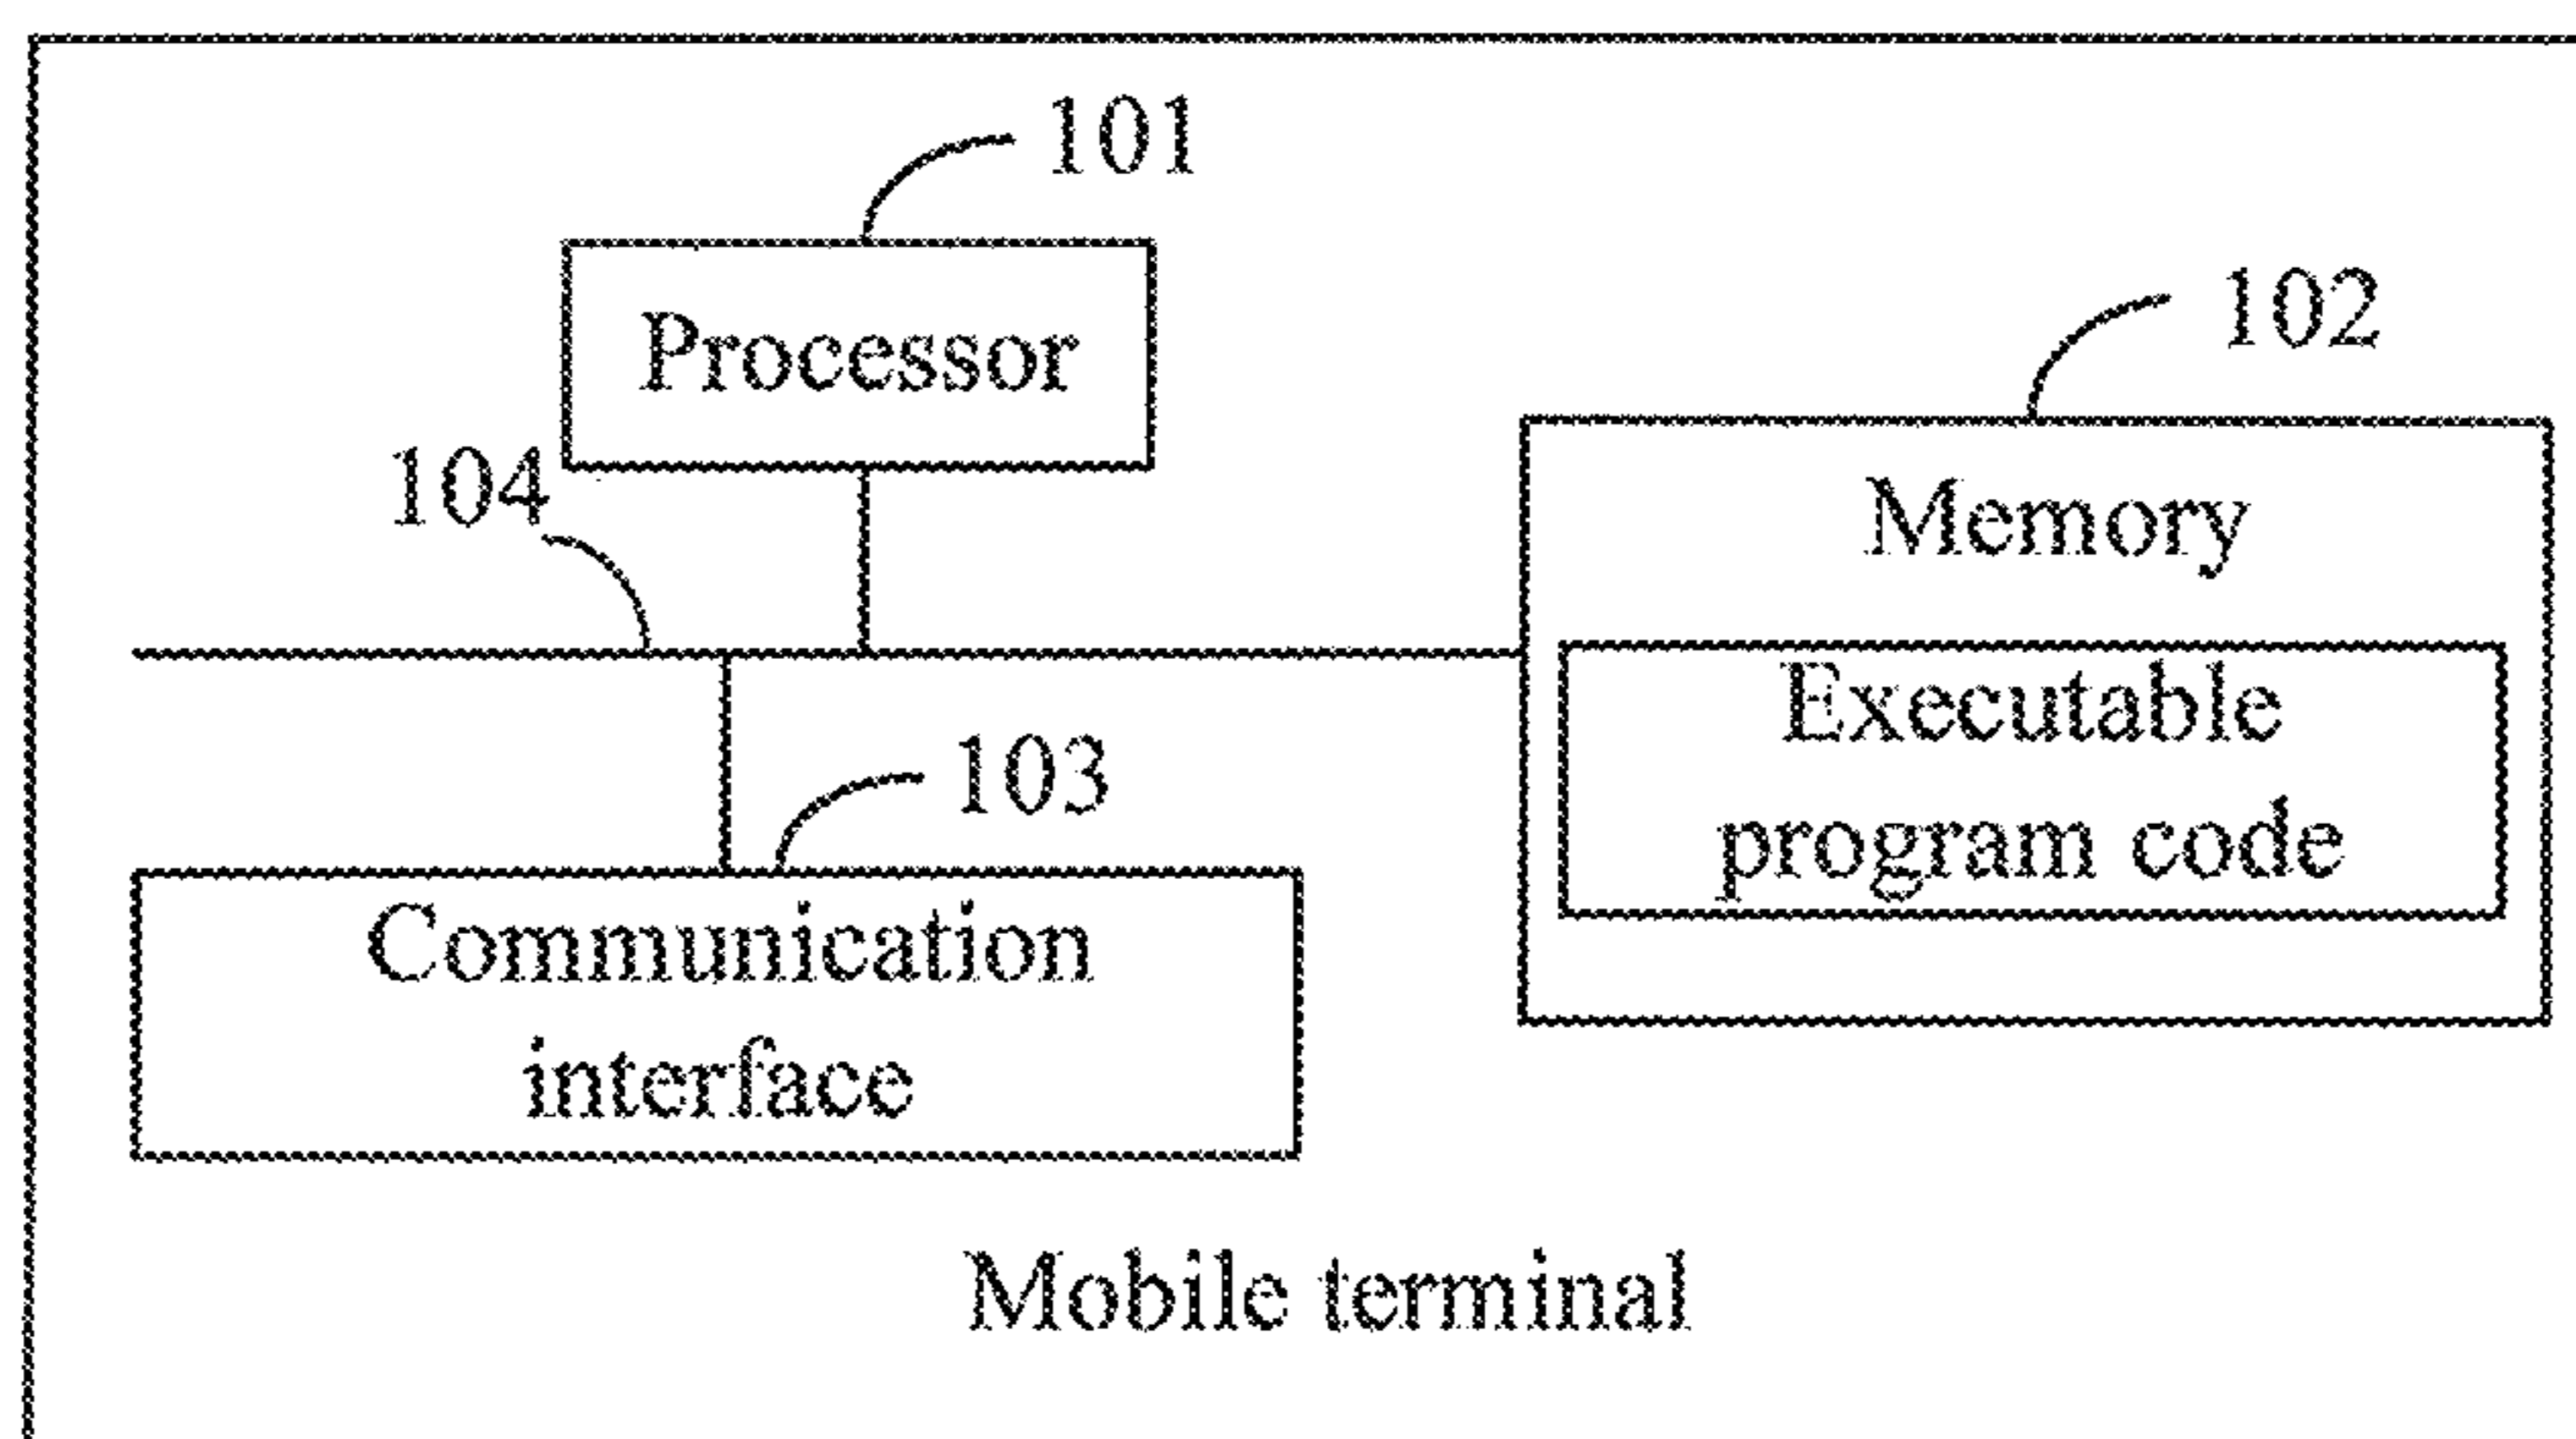 101
Processor
102
104
Memory
Executable
program code
103
Communication
interface
Mobile terminal